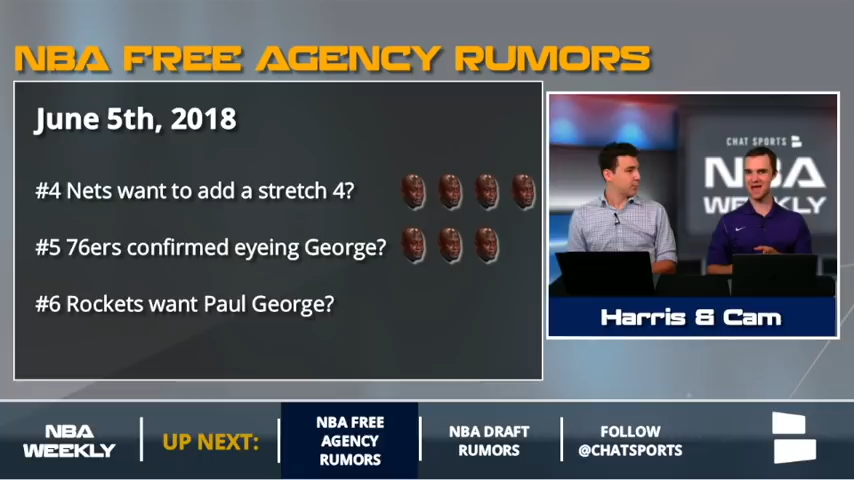 NBA FREE AGENCY RUMORS
June 5th, 2018
#4 Nets want to add a stretch 4?
#5 76ers confirmed eyeing George?
#6 Rockets want Paul George?
CHAT SPORTS
NBA
WEEKLY
Harris & Cam
NBA
WEEKLY
UP NEXT:
NBA FREE
AGENCY
RUMORS
NBA DRAFT
RUMORS
FOLLOW
@CHATSPORTS